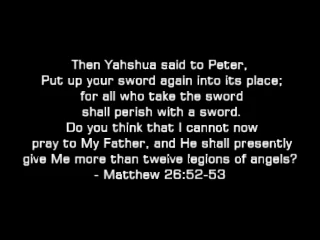 Then Yahshua said to Peter,
Put up your sword again into its place;
for all who take the sword
shall perish with a sword.
Do you think that I cannot now
pray to My Father, and He shall presently
give Me more than twelve legions of angels?
- Matthew 26:52-53